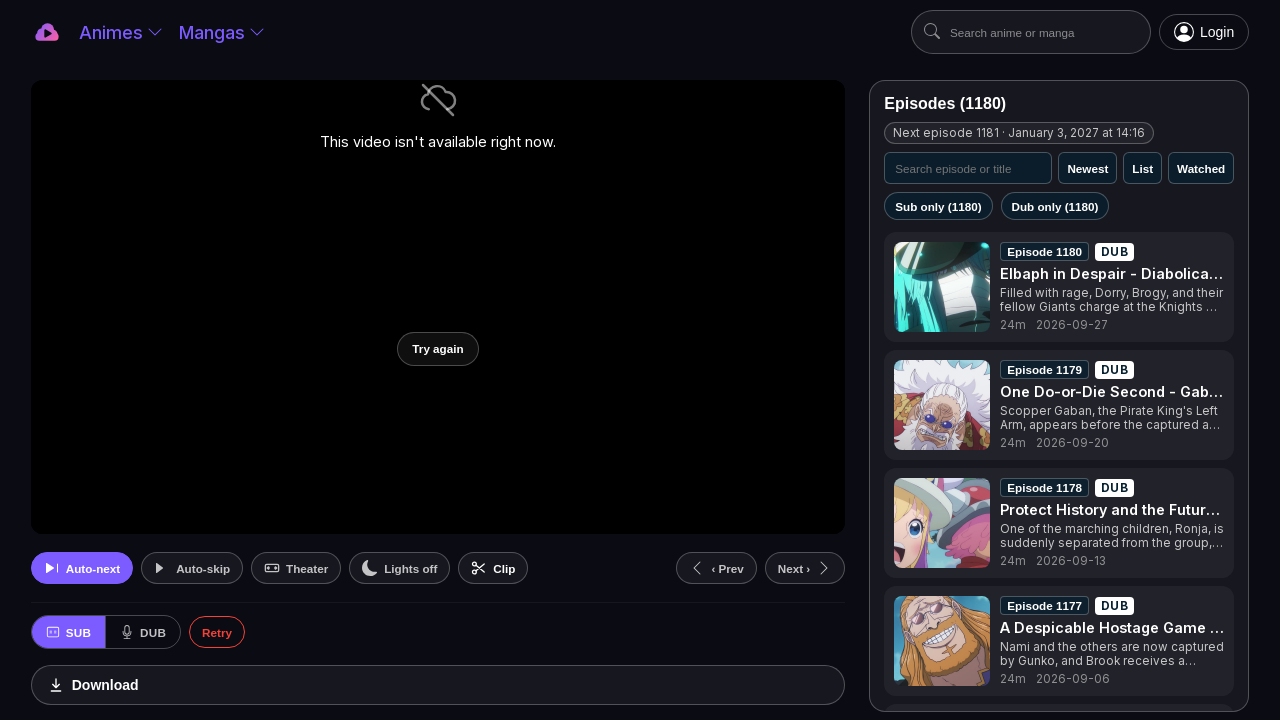 Animes
Mangas
Search anime or manga
Login
This video isn't available right now.
Try again
Auto-next
Auto-skip
Theater
Lights off
Clip
‹ Prev
Next ›
SUB
DUB
Retry
Download
Episodes (1180)
Next episode 1181 · January 3, 2027 at 14:16
Search episode or title
Newest
List
Watched
Sub only (1180)
Dub only (1180)
Episode 1180
DUB
Elbaph in Despair - Diabolica...
Filled with rage, Dorry, Brogy, and their
fellow Giants charge at the Knights ...
24m 2026-09-27
Episode 1179
DUB
One Do-or-Die Second - Gab...
Scopper Gaban, the Pirate King's Left
Arm, appears before the captured a...
24m 2026-09-20
Episode 1178
DUB
Protect History and the Futur...
One of the marching children, Ronja, is
suddenly separated from the group,...
24m 2026-09-13
Episode 1177
DUB
A Despicable Hostage Game ...
Nami and the others are now captured
by Gunko, and Brook receives a...
24m 2026-09-06